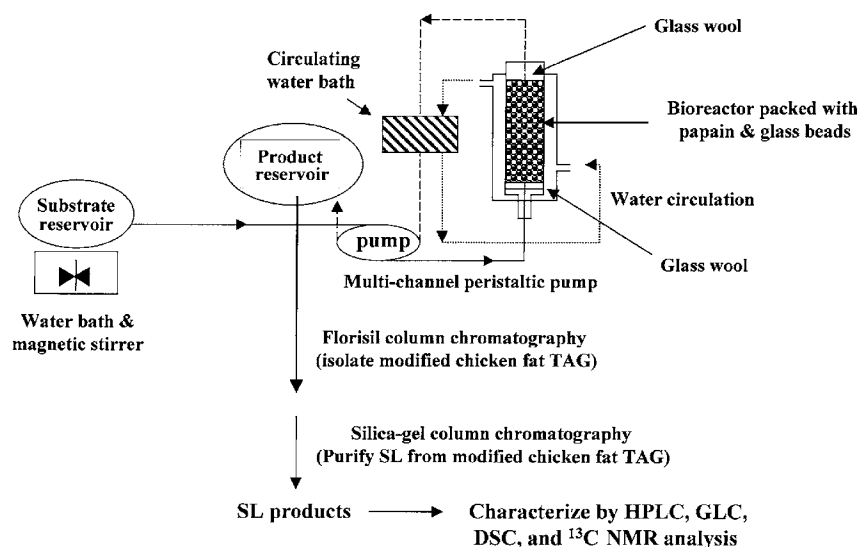 Glass wool
Circulating
water bath
Bioreactor packed with
papain & glass beads
Product
reservoir
Water circulation
Substrate
reservoir
pump
Glass wool
Multi-channel peristaltic pump
Water bath &
magnetic stirrer
Florisil column chromatography
(isolate modified chicken fat TAG)
Silica-gel column chromatography
(Purify SL from modified chicken fat TAG)
SL products
Characterize by HPLC, GLC,
DSC, and ¹³C NMR analysis